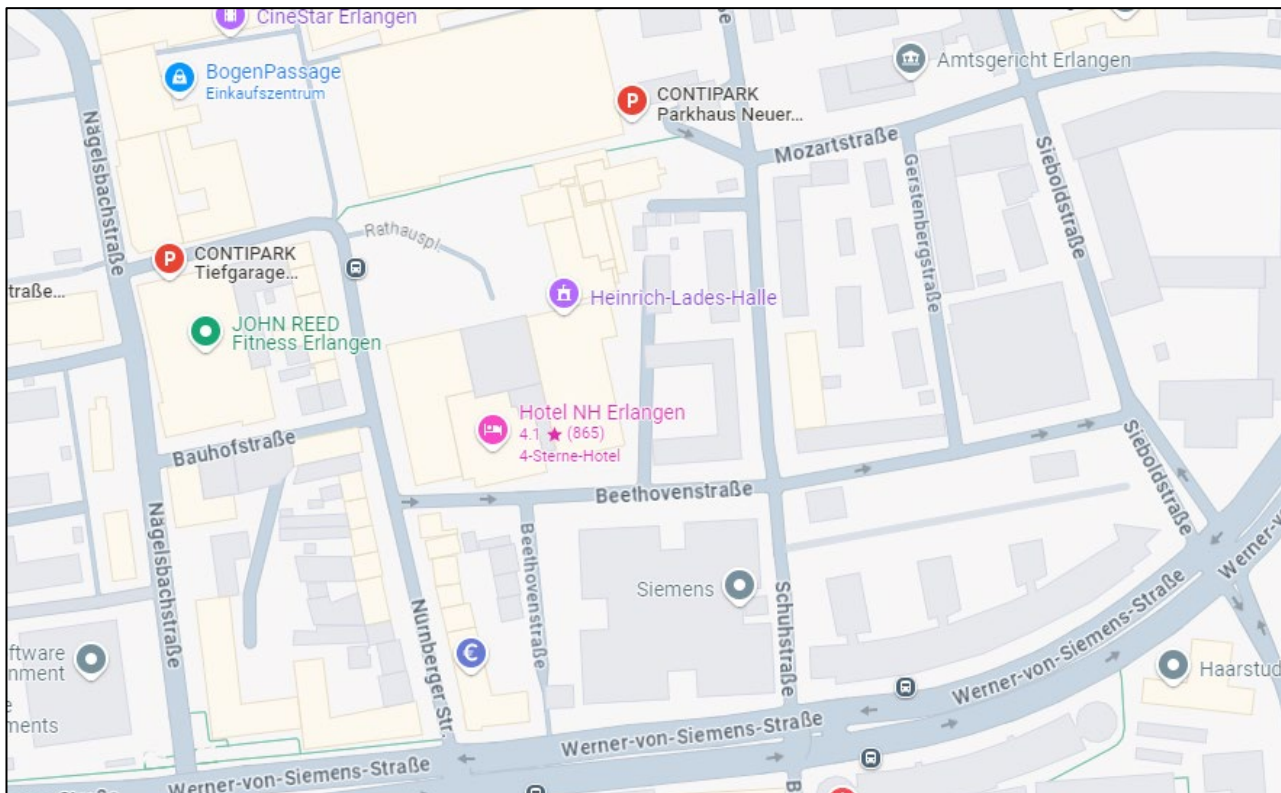 CineStar Erlangen
BogenPassage
Einkaufszentrum
CONTIPARK
Parkhaus Neuer...
Amtsgericht Erlangen
Mozartstraße
Nägelsbachstraße
Gerstenbergstraße
Sieboldstraße
Rathauspl.
CONTIPARK
Tiefgarage...
traße...
Heinrich-Lades-Halle
JOHN REED
Fitness Erlangen
Hotel NH Erlangen
4.1 ★ (865)
4-Sterne-Hotel
Bauhofstraße
Beethovenstraße
Sieboldstraße
Nägelsbachstraße
Beethovenstraße
Werner-v
Siemens
Schuhstraße
Nürnberger Str.
€
ftware
nment
e
ments
Haarstud
Werner-von-Siemens-Straße
Werner-von-Siemens-Straße
Werner-von-Siemens-Straße
B